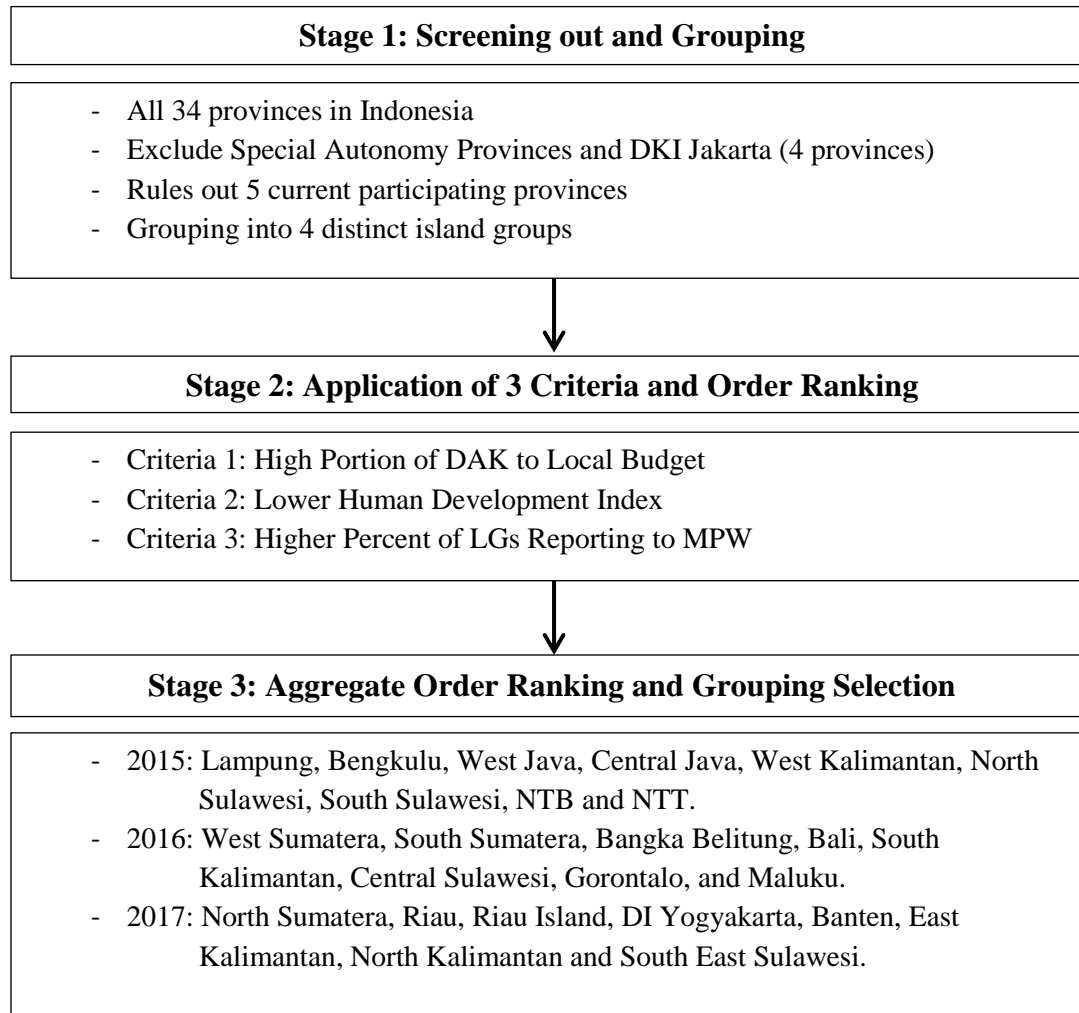 Stage 1: Screening out and Grouping
- All 34 provinces in Indonesia
- Exclude Special Autonomy Provinces and DKI Jakarta (4 provinces)
- Rules out 5 current participating provinces
- Grouping into 4 distinct island groups
Stage 2: Application of 3 Criteria and Order Ranking
- Criteria 1: High Portion of DAK to Local Budget
- Criteria 2: Lower Human Development Index
- Criteria 3: Higher Percent of LGs Reporting to MPW
Stage 3: Aggregate Order Ranking and Grouping Selection
- 2015: Lampung, Bengkulu, West Java, Central Java, West Kalimantan, North
Sulawesi, South Sulawesi, NTB and NTT.
- 2016: West Sumatera, South Sumatera, Bangka Belitung, Bali, South
Kalimantan, Central Sulawesi, Gorontalo, and Maluku.
- 2017: North Sumatera, Riau, Riau Island, DI Yogyakarta, Banten, East
Kalimantan, North Kalimantan and South East Sulawesi.